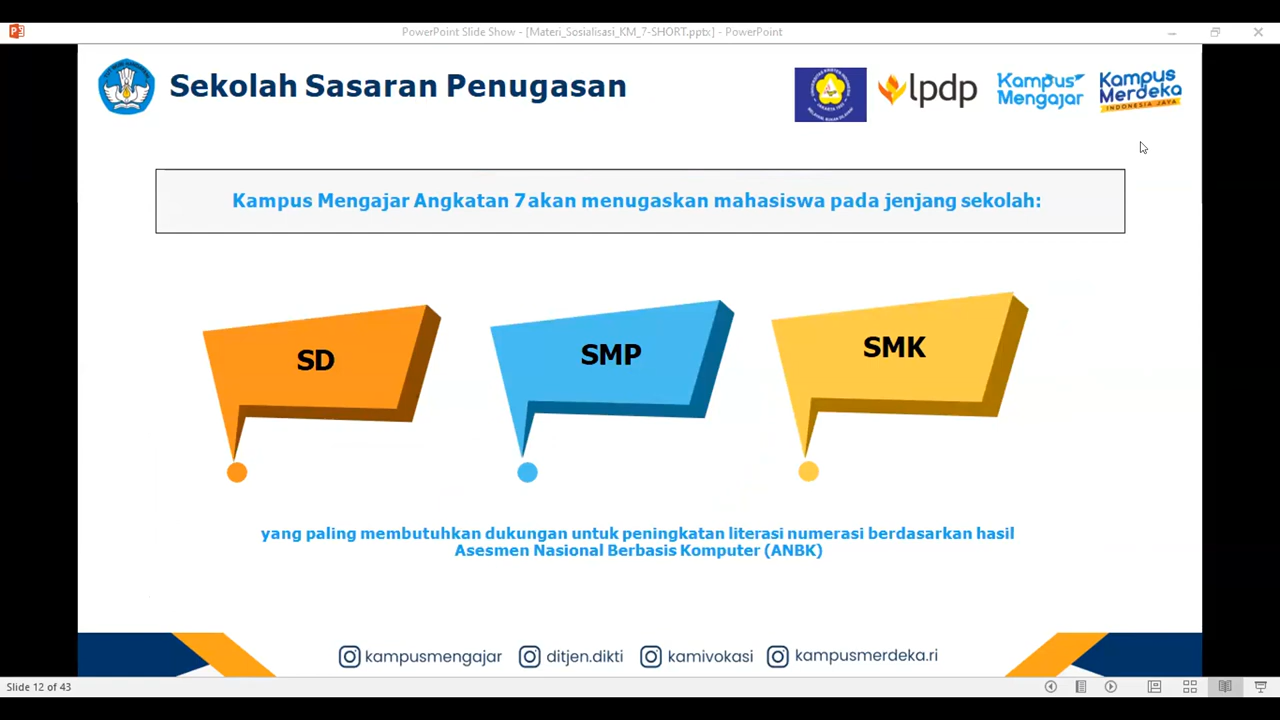 PowerPoint Slide Show - [Materi_Sosialisasi_KM_7-SHORT.pptx] - PowerPoint
Sekolah Sasaran Penugasan
lpdp
Kampus Mengajar
Kampus Merdeka
INDONESIA JAYA
Kampus Mengajar Angkatan 7 akan menugaskan mahasiswa pada jenjang sekolah:
SD
SMP
SMK
yang paling membutuhkan dukungan untuk peningkatan literasi numerasi berdasarkan hasil
Asesmen Nasional Berbasis Komputer (ANBK)
kampusmengajar
ditjen.dikti
kamivokasi
kampusmerdeka.ri
Slide 12 of 43